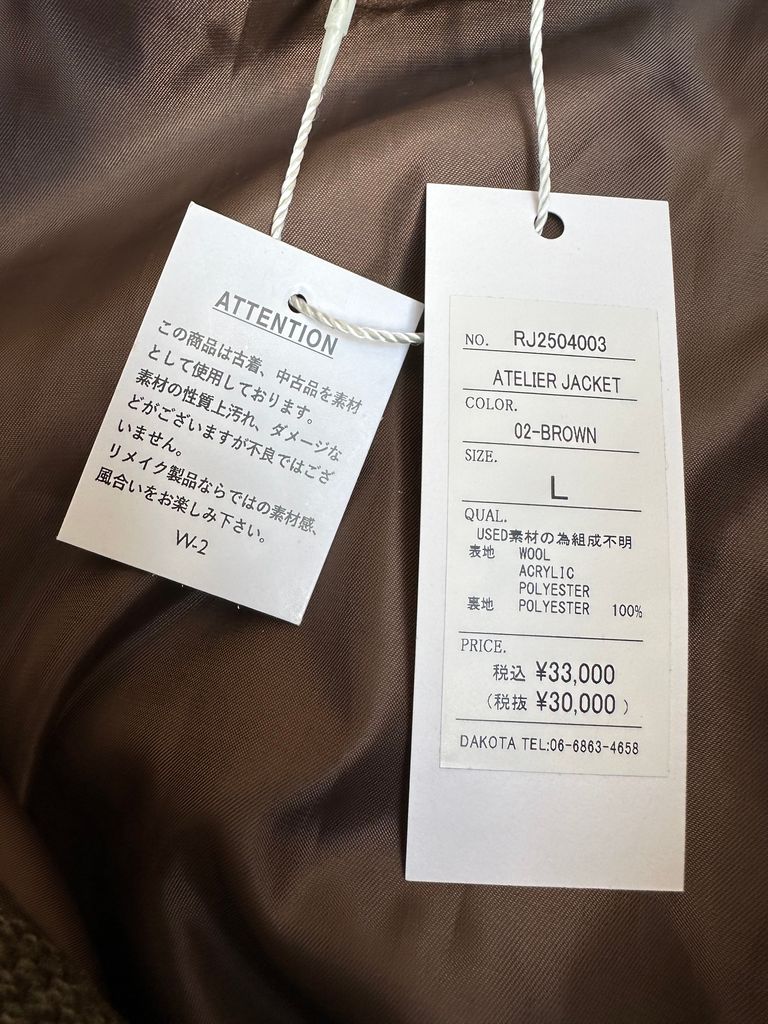 ATTENTION
この商品は古着、中古品を素材
として使用しております。
素材の性質上汚れ、ダメージな
どがございますが不良ではござ
いません。
リメイク製品ならではの素材感、
風合いをお楽しみ下さい。
W-2
NO. RJ2504003
ATELIER JACKET
COLOR.
02-BROWN
SIZE.
L
QUAL.
USED素材の為組成不明
表地 WOOL
ACRYLIC
POLYESTER
裏地 POLYESTER 100%
PRICE.
税込 ¥33,000
(税抜 ¥30,000 )
DAKOTA TEL:06-6863-4658